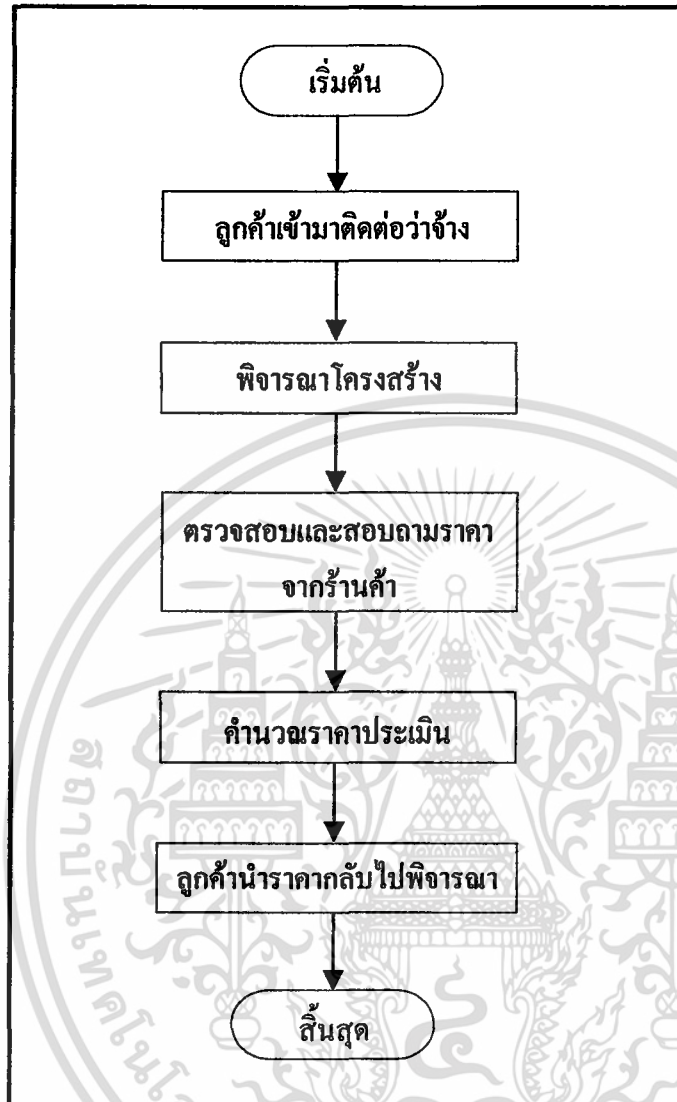 เริ่มต้น
ลูกค้าเข้ามาติดต่อว่าจ้าง
พิจารณาโครงสร้าง
ตรวจสอบและสอบถามราคา
จากร้านค้า
คำนวณราคาประเมิน
ลูกค้านำราคากลับไปพิจารณา
สิ้นสุด